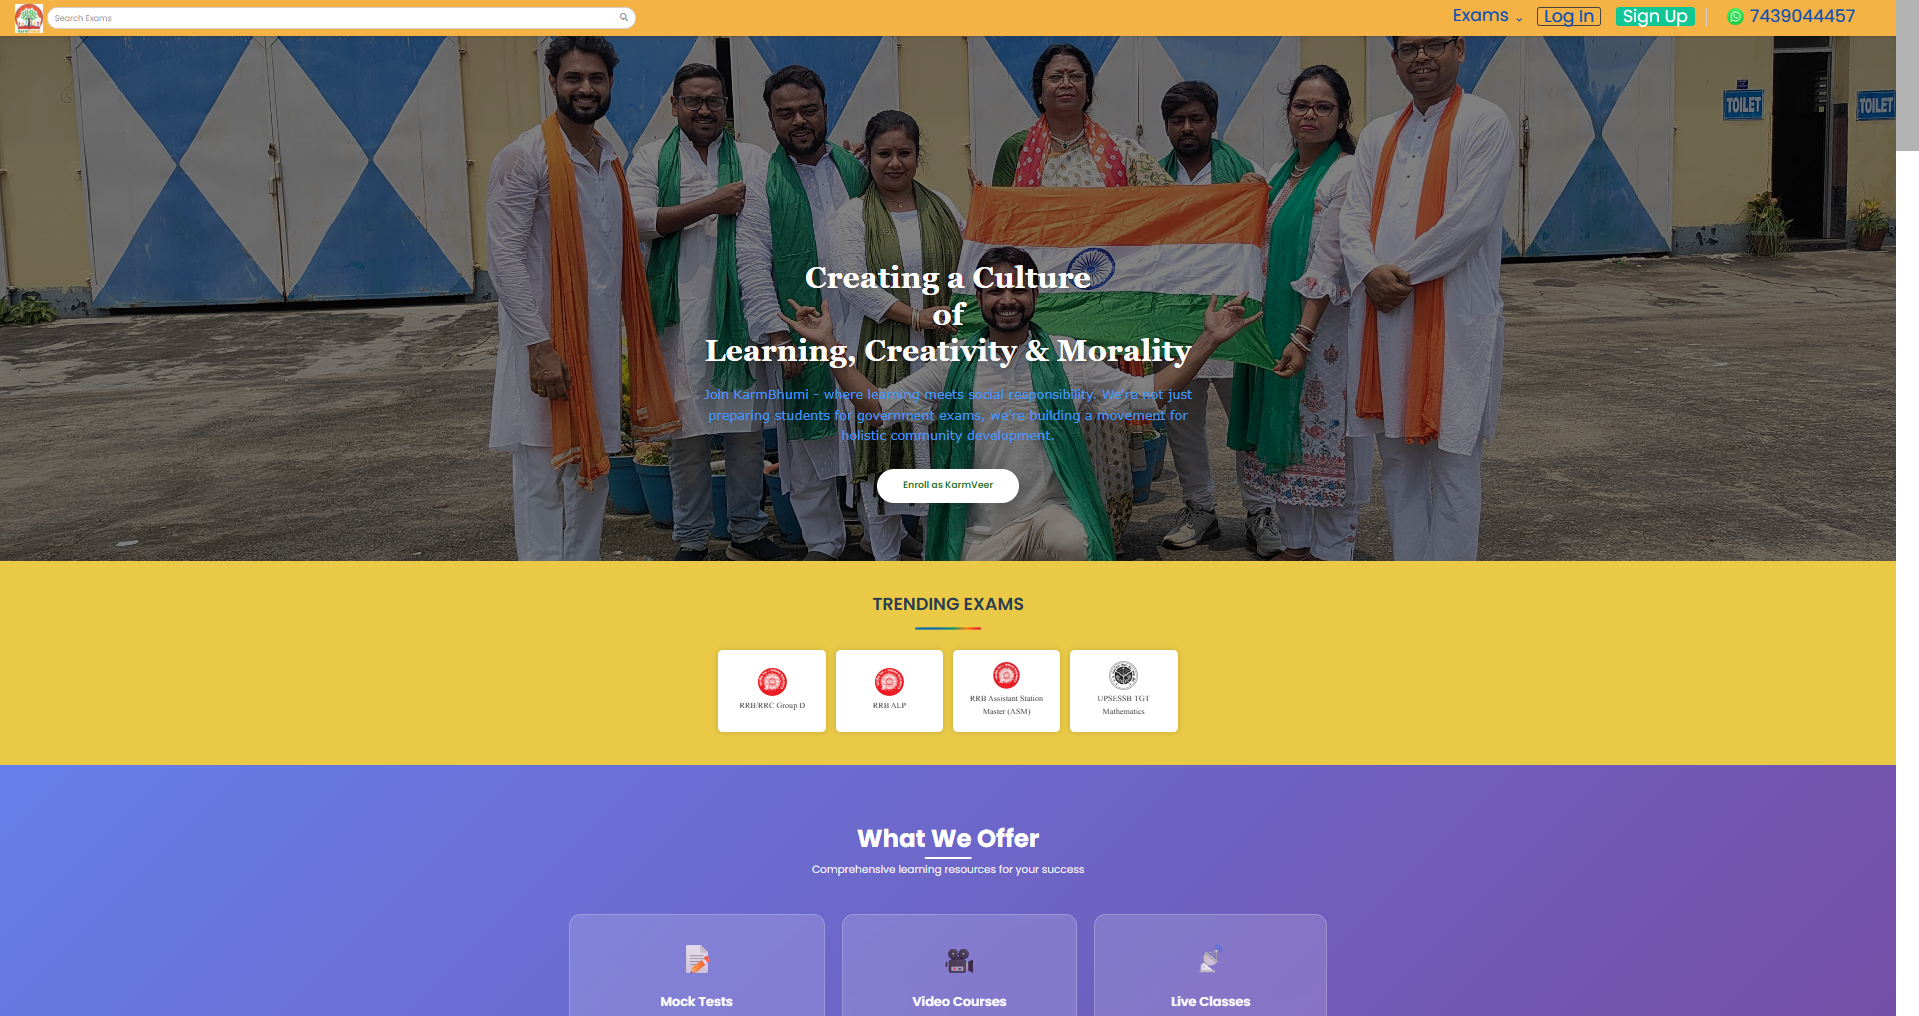 Search Exams
Exams
Log In
Sign Up
7439044457
TOILET
TOILET
Creating a Culture
of
Learning, Creativity & Morality
Join KarmBhumi - where learning meets social responsibility. We're not just
preparing students for government exams, we're building a movement for
holistic community development.
Enroll as KarmVeer
TRENDING EXAMS
RRB/RRC Group D
RRB ALP
RRB Assistant Station
Master (ASM)
UPSESSB TGT
Mathematics
What We Offer
Comprehensive learning resources for your success
Mock Tests
Video Courses
Live Classes